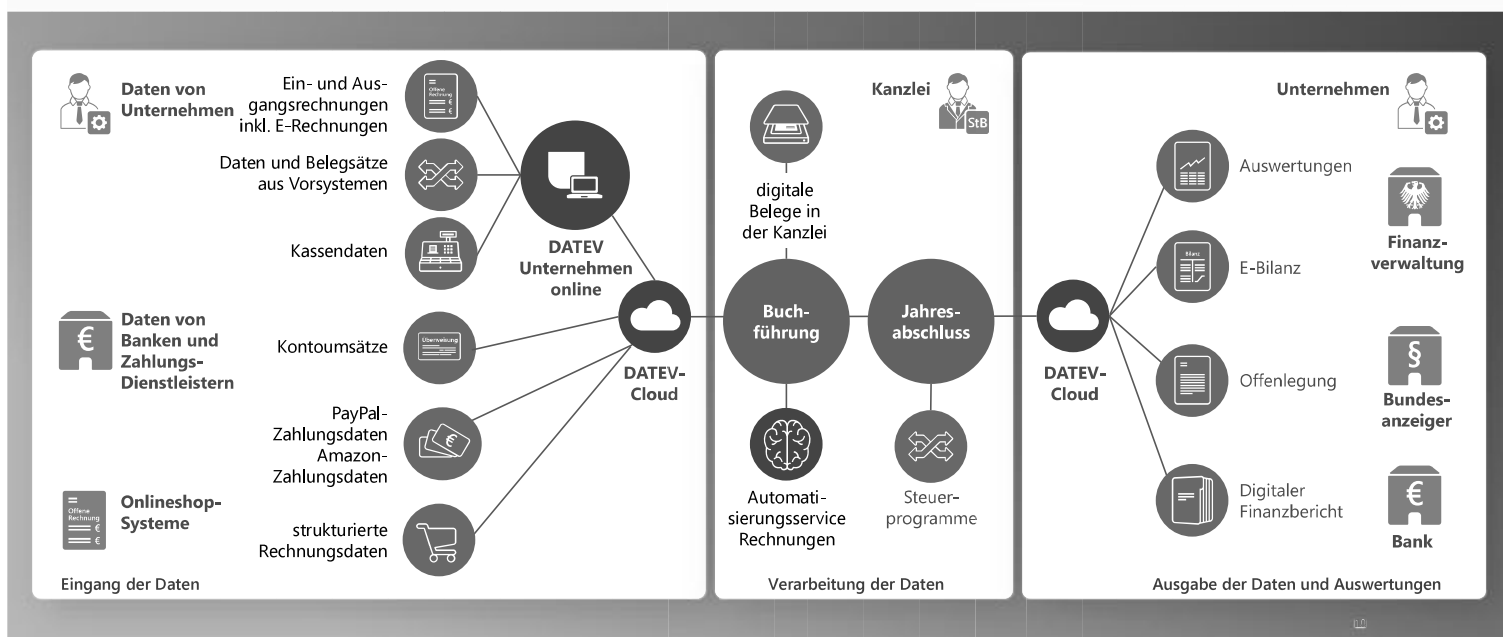 Daten von
Unternehmen
Ein- und Aus-
gangsrechnungen
inkl. E-Rechnungen
Offene
Rechnung
€
€
Daten und Belegsätze
aus Vorsystemen
Kassendaten
DATEV
Unternehmen
online
€
Daten von
Banken und
Zahlungs-
Dienstleistern
Kontoumsätze
Überweisung
DATEV-
Cloud
PayPal-
Zahlungsdaten
Amazon-
Zahlungsdaten
€
Offene
Rechnung
€
€
Onlineshop-
Systeme
strukturierte
Rechnungsdaten
Eingang der Daten
Kanzlei
StB
digitale
Belege in
der Kanzlei
Buch-
führung
Jahres-
abschluss
Automati-
sierungsservice
Rechnungen
Steuer-
programme
Verarbeitung der Daten
Unternehmen
DATEV-
Cloud
Auswertungen
Bilanz
E-Bilanz
Offenlegung
Digitaler
Finanzbericht
Finanz-
verwaltung
§
Bundes-
anzeiger
€
Bank
Ausgabe der Daten und Auswertungen